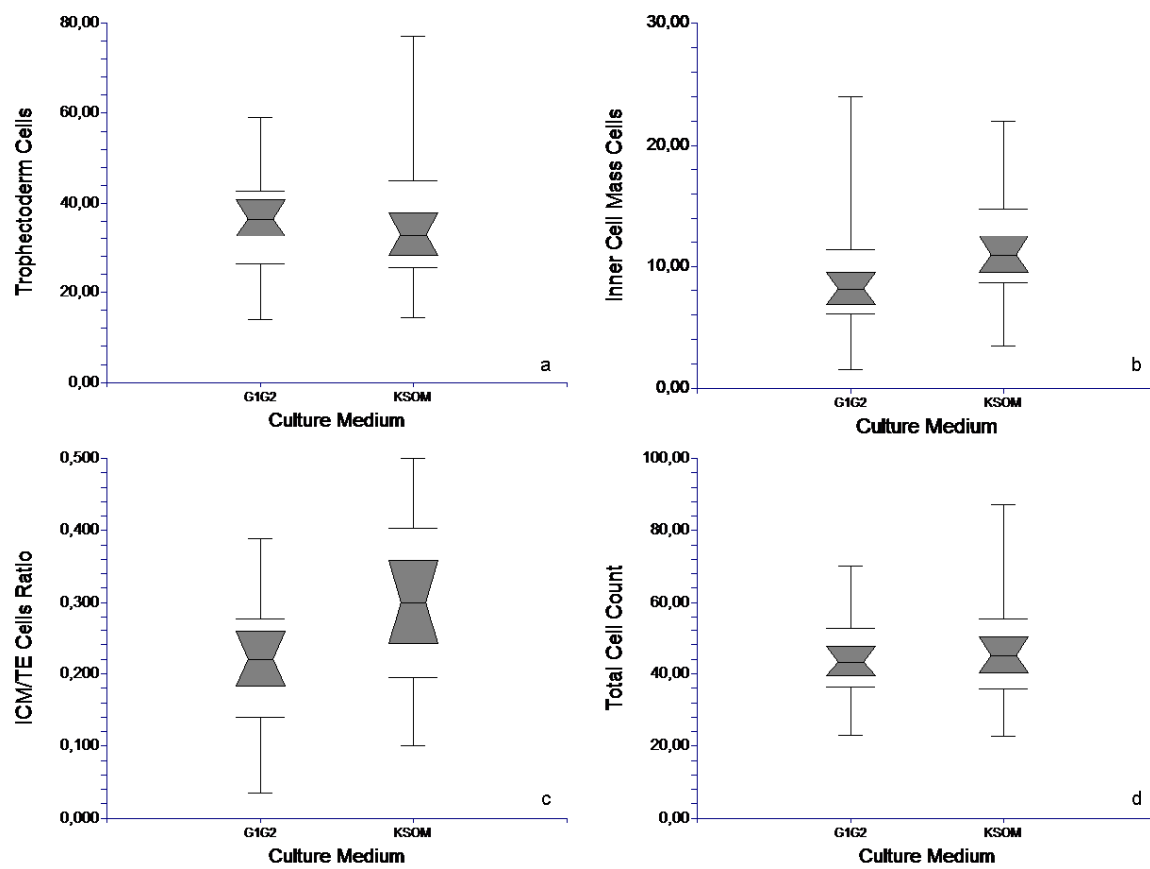 Trophectoderm Cells
80,00
60,00
40,00
20,00
0,00
G1G2 KSOM
Culture Medium
a
Inner Cell Mass Cells
30,00
20,00
10,00
0,00
G1G2 KSOM
Culture Medium
b
ICM/TE Cells Ratio
0,500
0,400
0,300
0,200
0,100
0,000
G1G2 KSOM
Culture Medium
c
Total Cell Count
100,00
80,00
60,00
40,00
20,00
0,00
G1G2 KSOM
Culture Medium
d